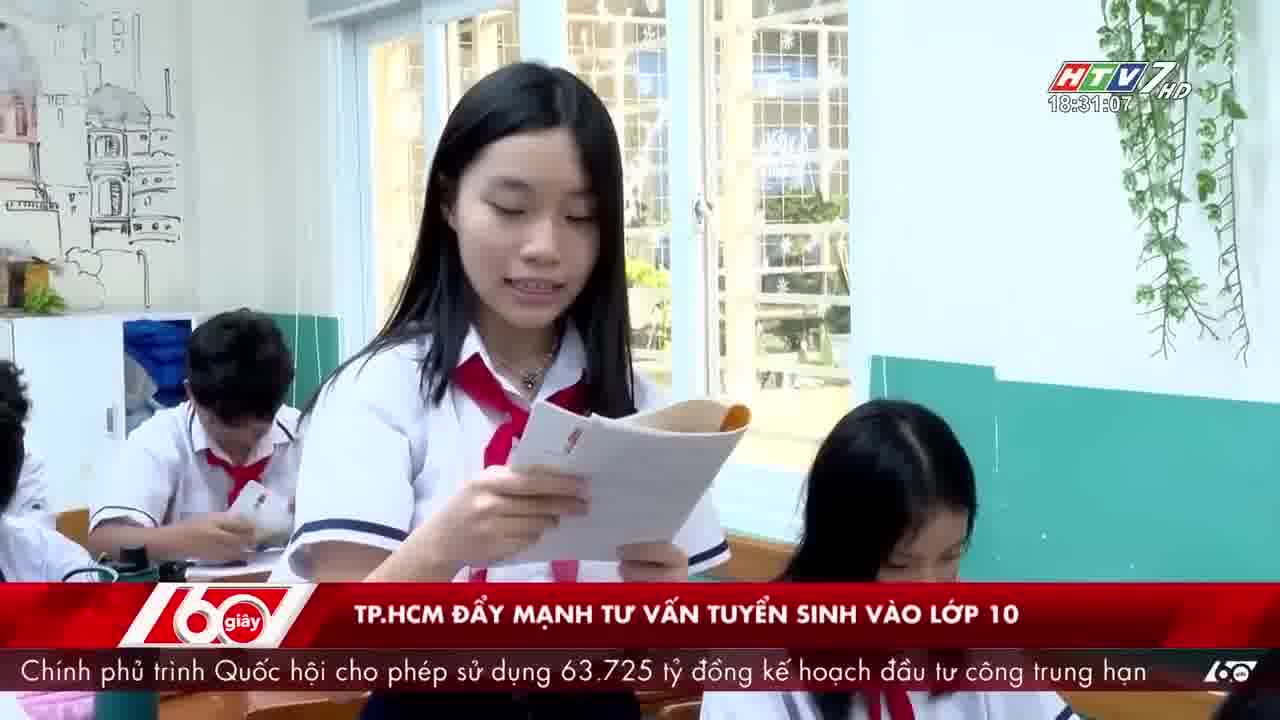 HTV7 HD
18:31:07
60 giây
TP.HCM ĐẨY MẠNH TƯ VẤN TUYỂN SINH VÀO LỚP 10
Chính phủ trình Quốc hội cho phép sử dụng 63.725 tỷ đồng kế hoạch đầu tư công trung hạn
60 giây